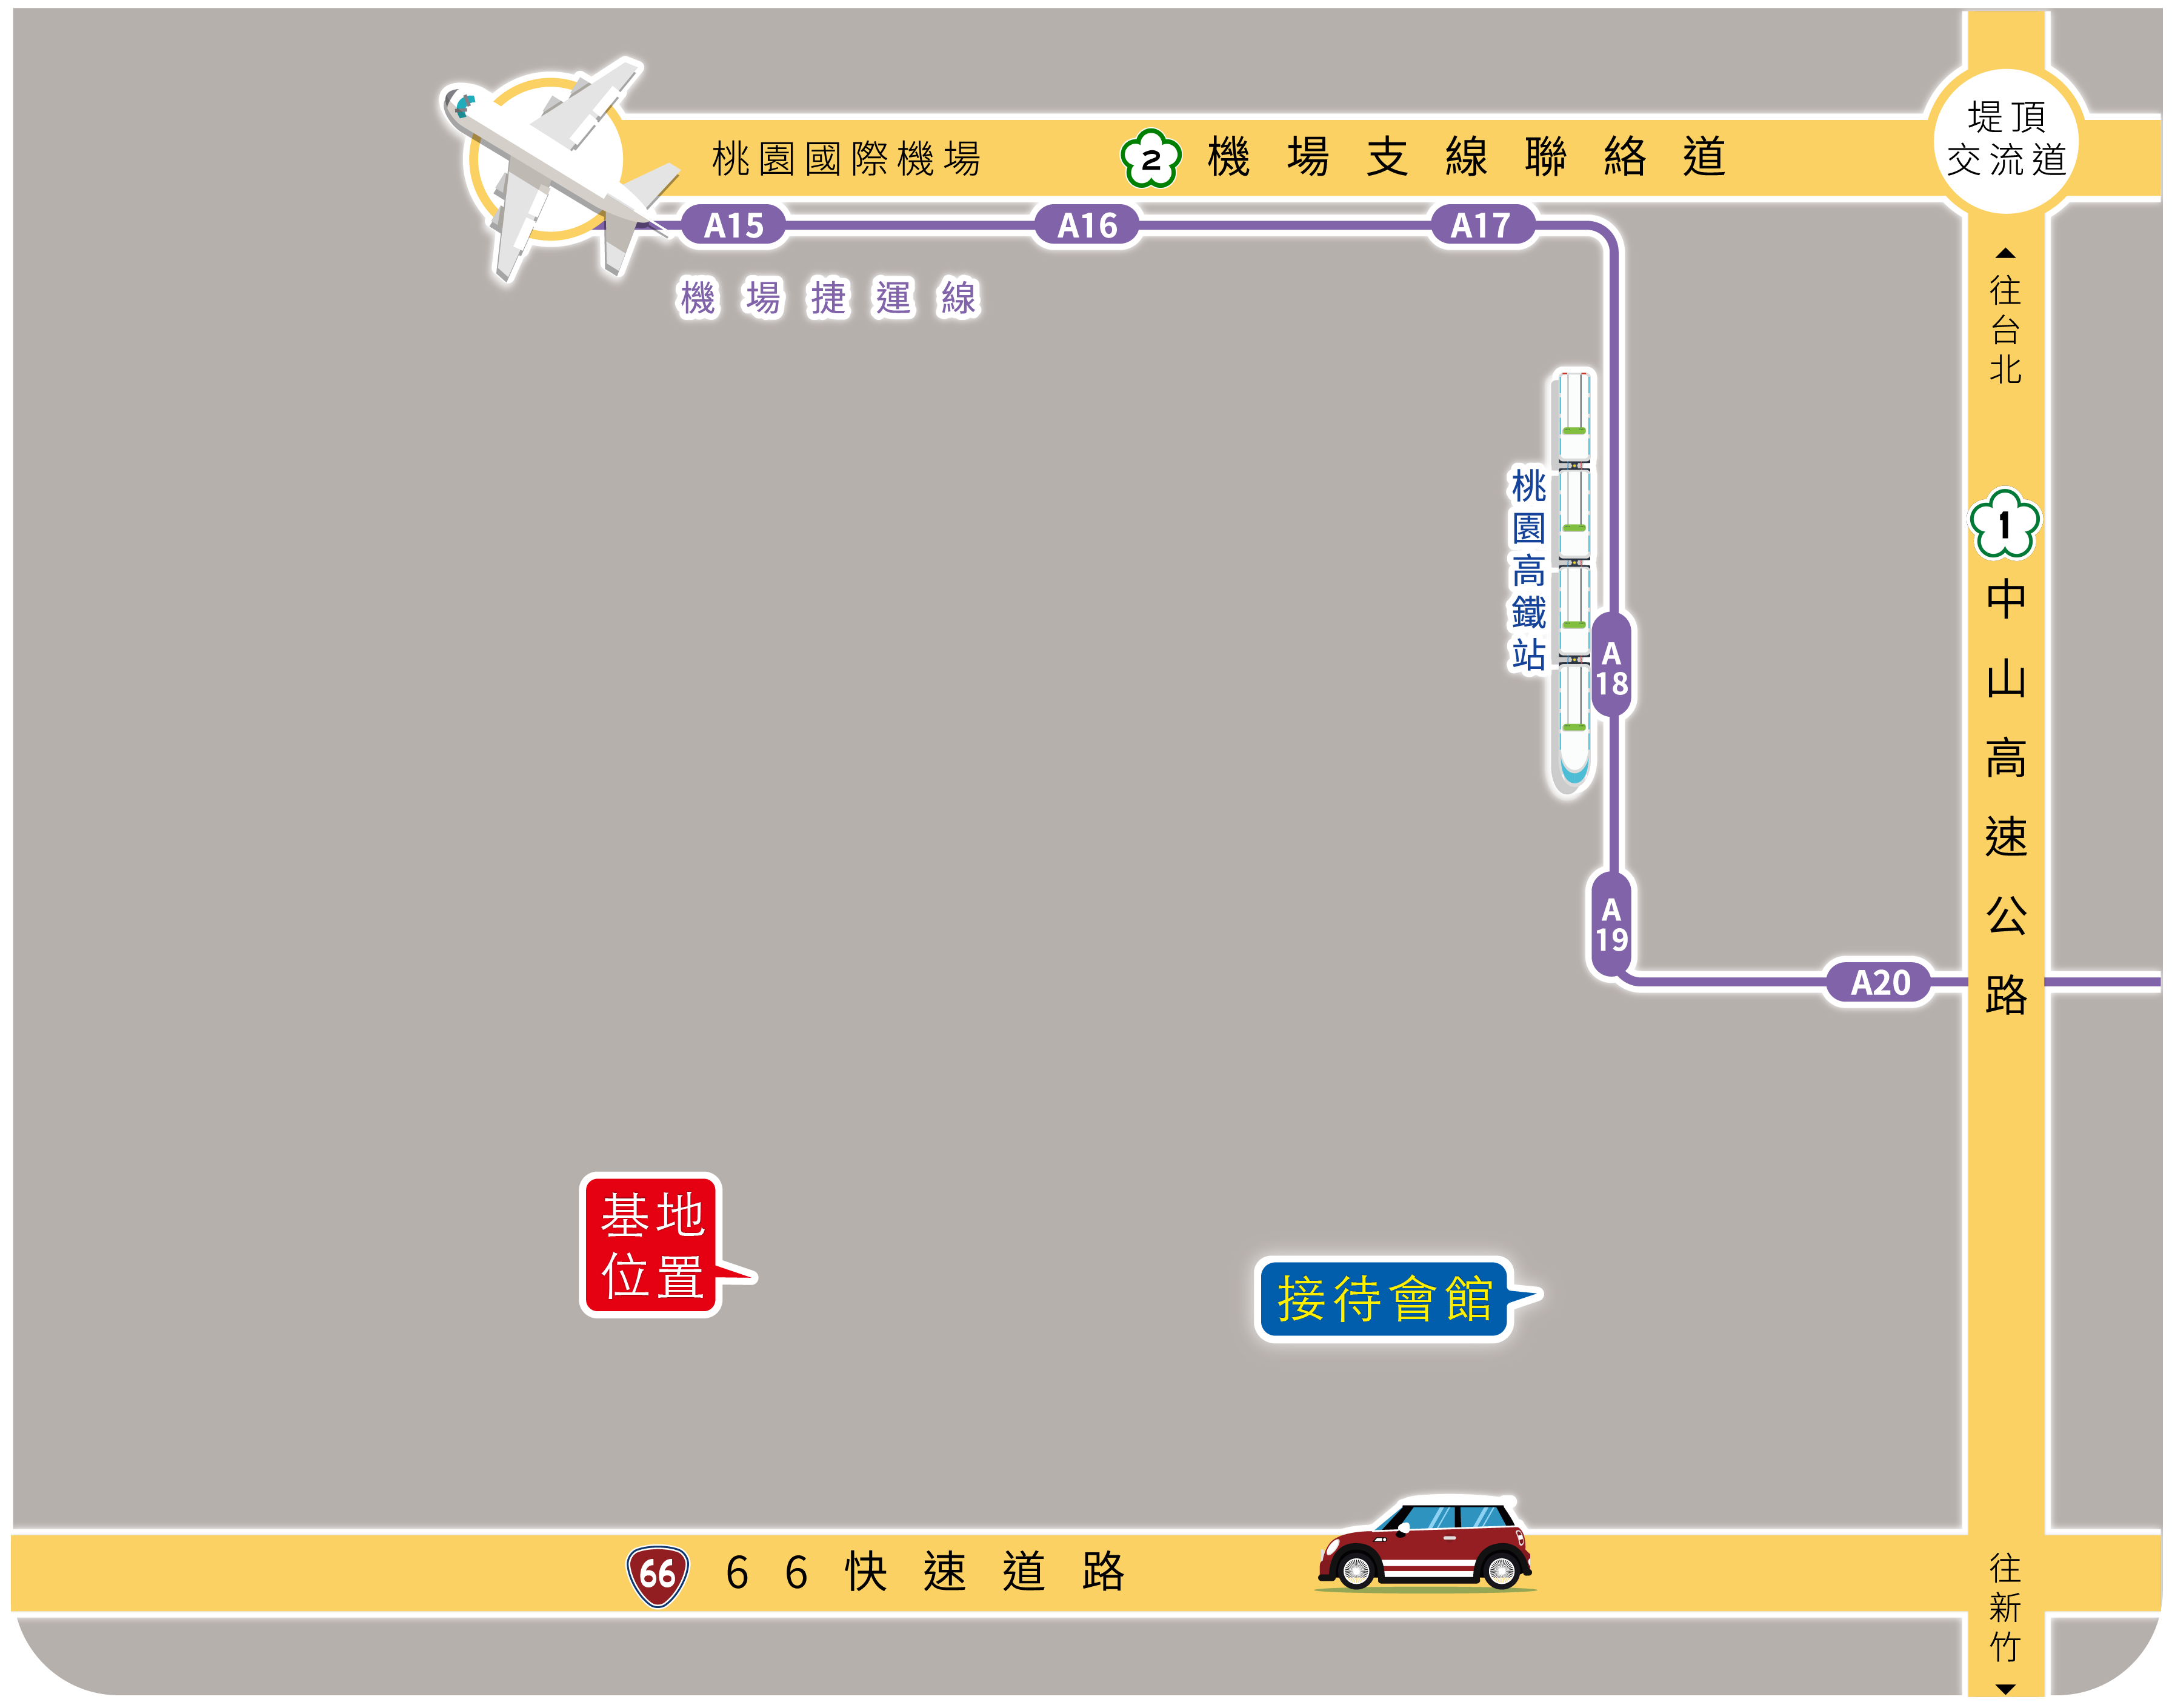 桃園國際機場
2
機場支線聯絡道
堤頂
交流道
A15
A16
A17
機場捷運線
往台北
桃園高鐵站
1
中山高速公路
A
18
A
19
A20
基地
位置
接待會館
66
66快速道路
往新竹